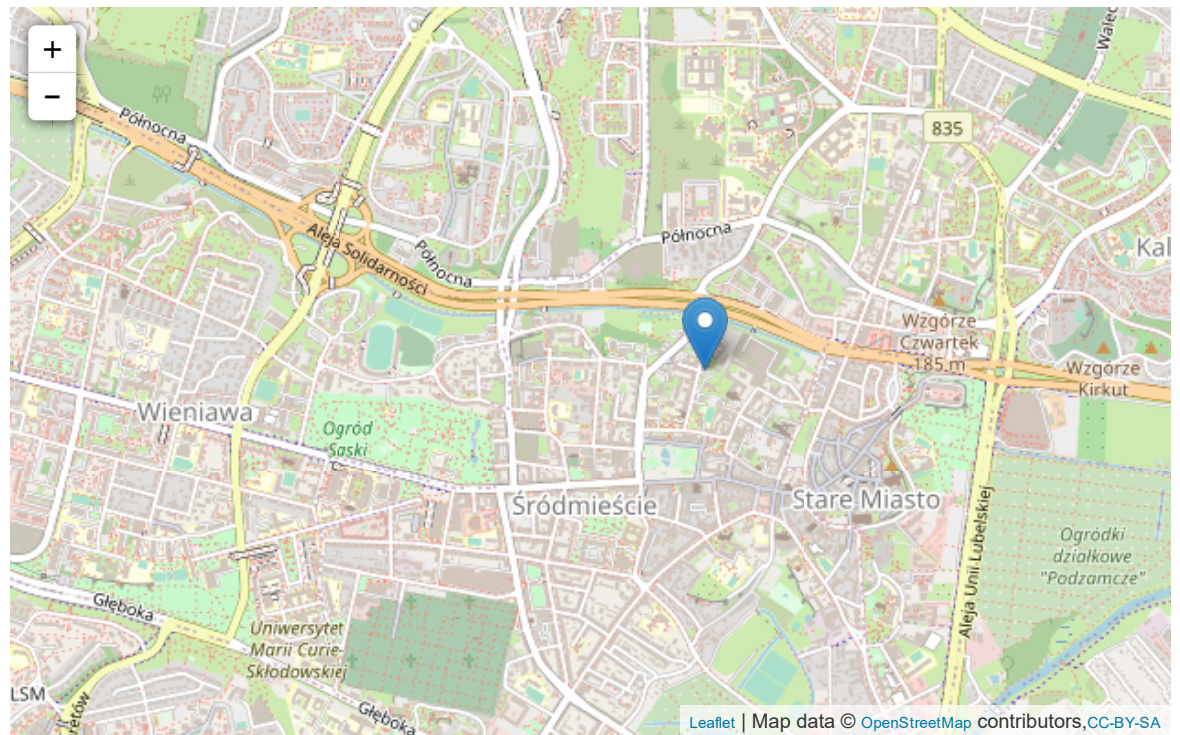 +
−
Walec
Północna
835
Północna
Aleja Solidarności
Północna
Kal
Wzgórze
Czwartek
185 m
Wzgórze
Kirkut
Wieniawa
Ogród
Saski
Śródmieście
Stare Miasto
Aleja Unii Lubelskiej
Ogródki
działkowe
"Podzamcze"
Głęboka
Uniwersytet
Marii Curie-
Skłodowskiej
LSM
retów
Głęboka
Leaflet | Map data © OpenStreetMap contributors,CC-BY-SA